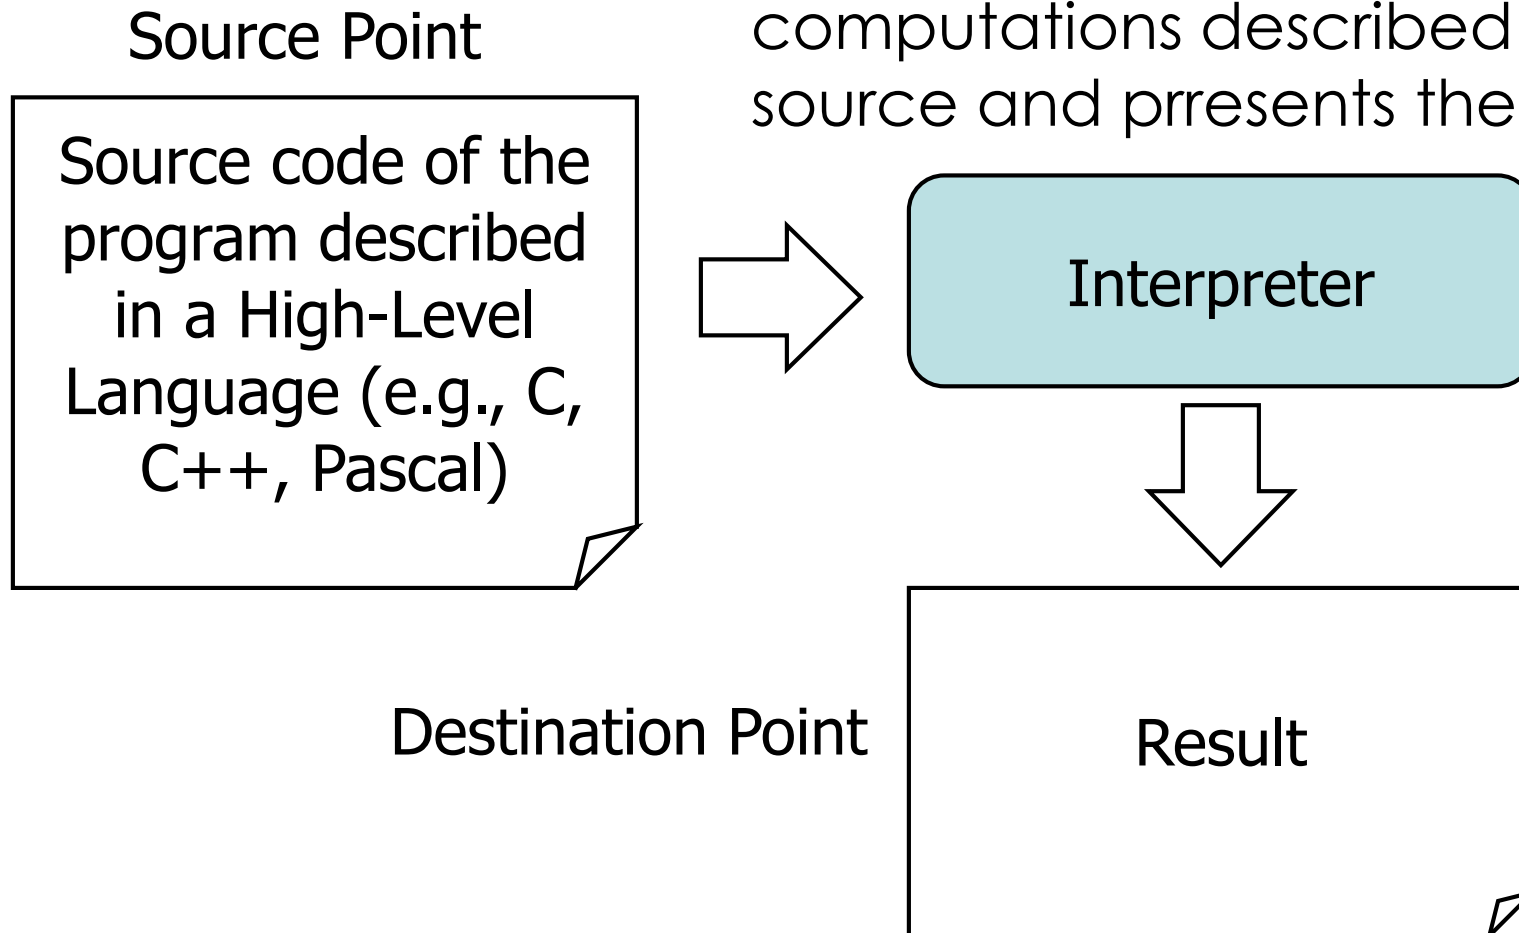 Source Point
computations described
source and prresents the
Source code of the
program described
in a High-Level
Language (e.g., C,
C++, Pascal)
Interpreter
Destination Point
Result